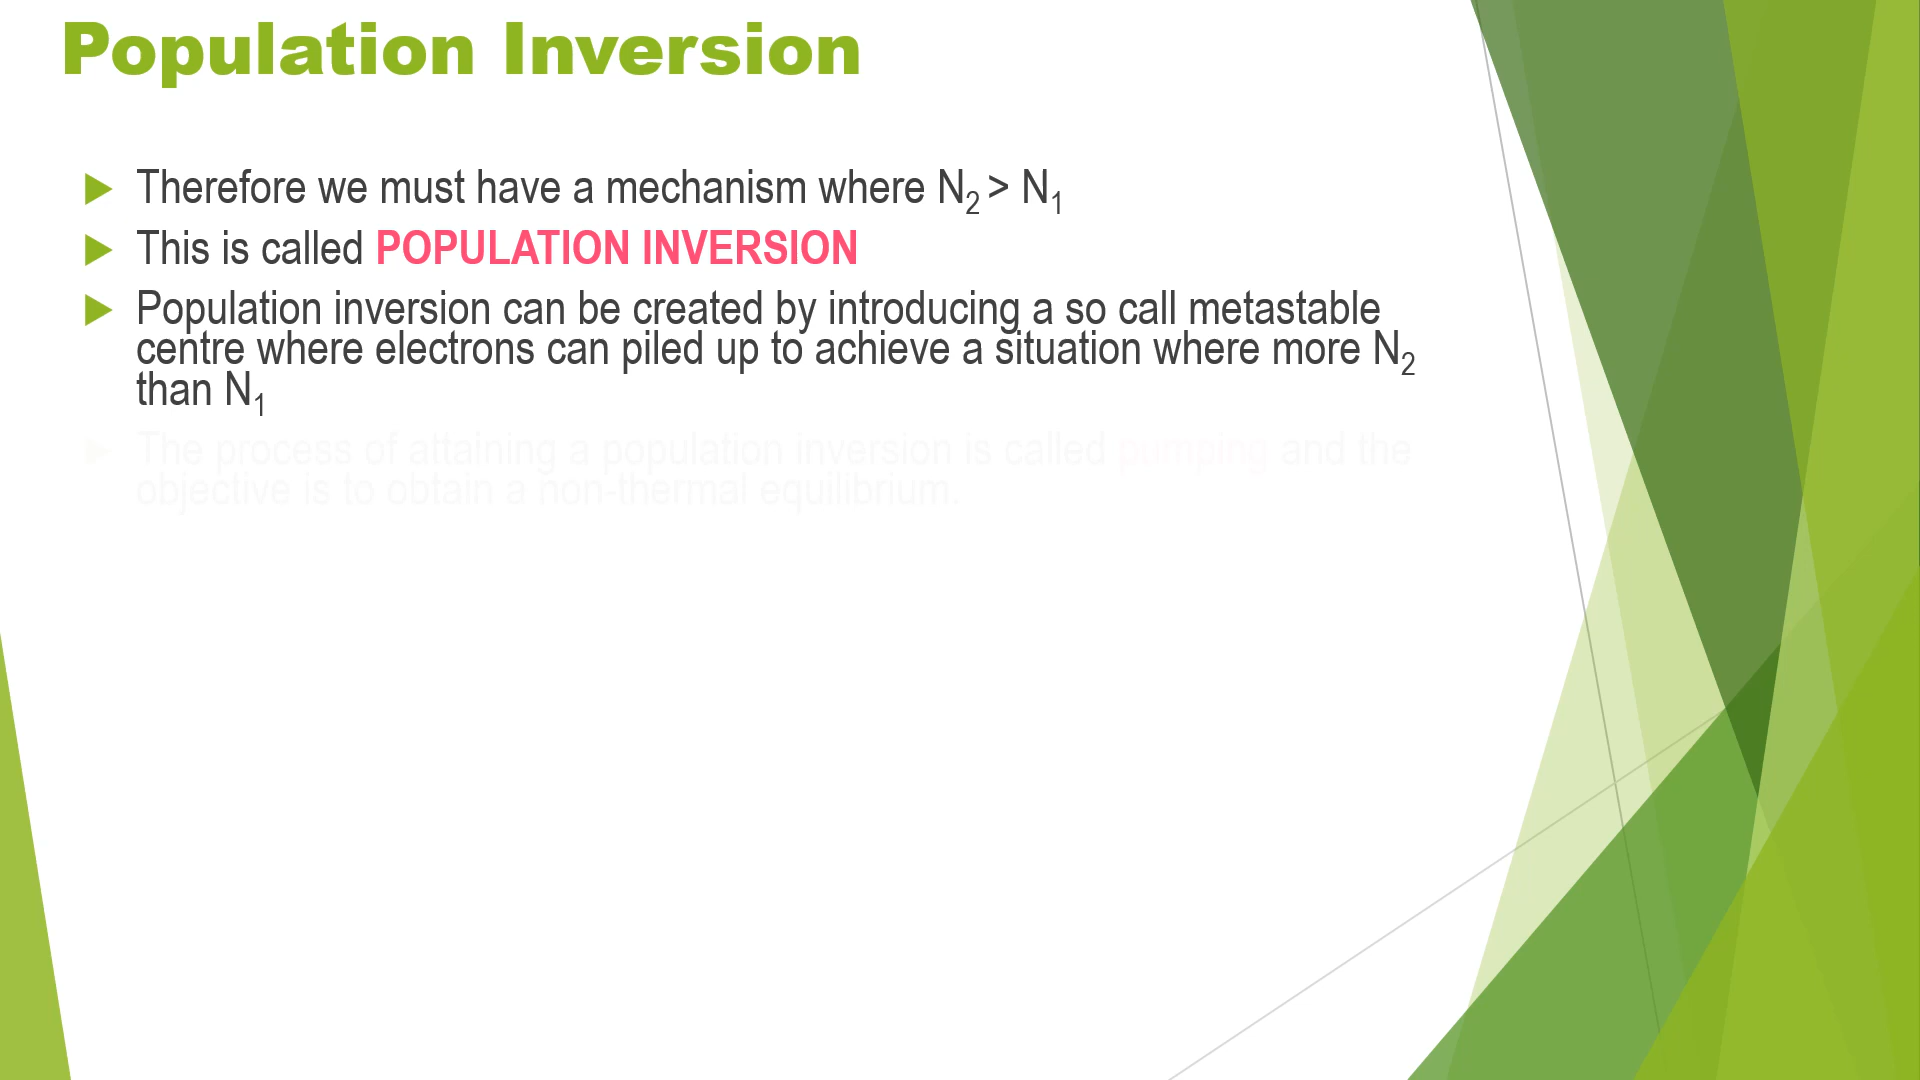 Population Inversion
Therefore we must have a mechanism where N₂ > N₁
This is called POPULATION INVERSION
Population inversion can be created by introducing a so call metastable
centre where electrons can piled up to achieve a situation where more N₂
than N₁
The process of attaining a population inversion is called pumping and the
objective is to obtain a non-thermal equilibrium.